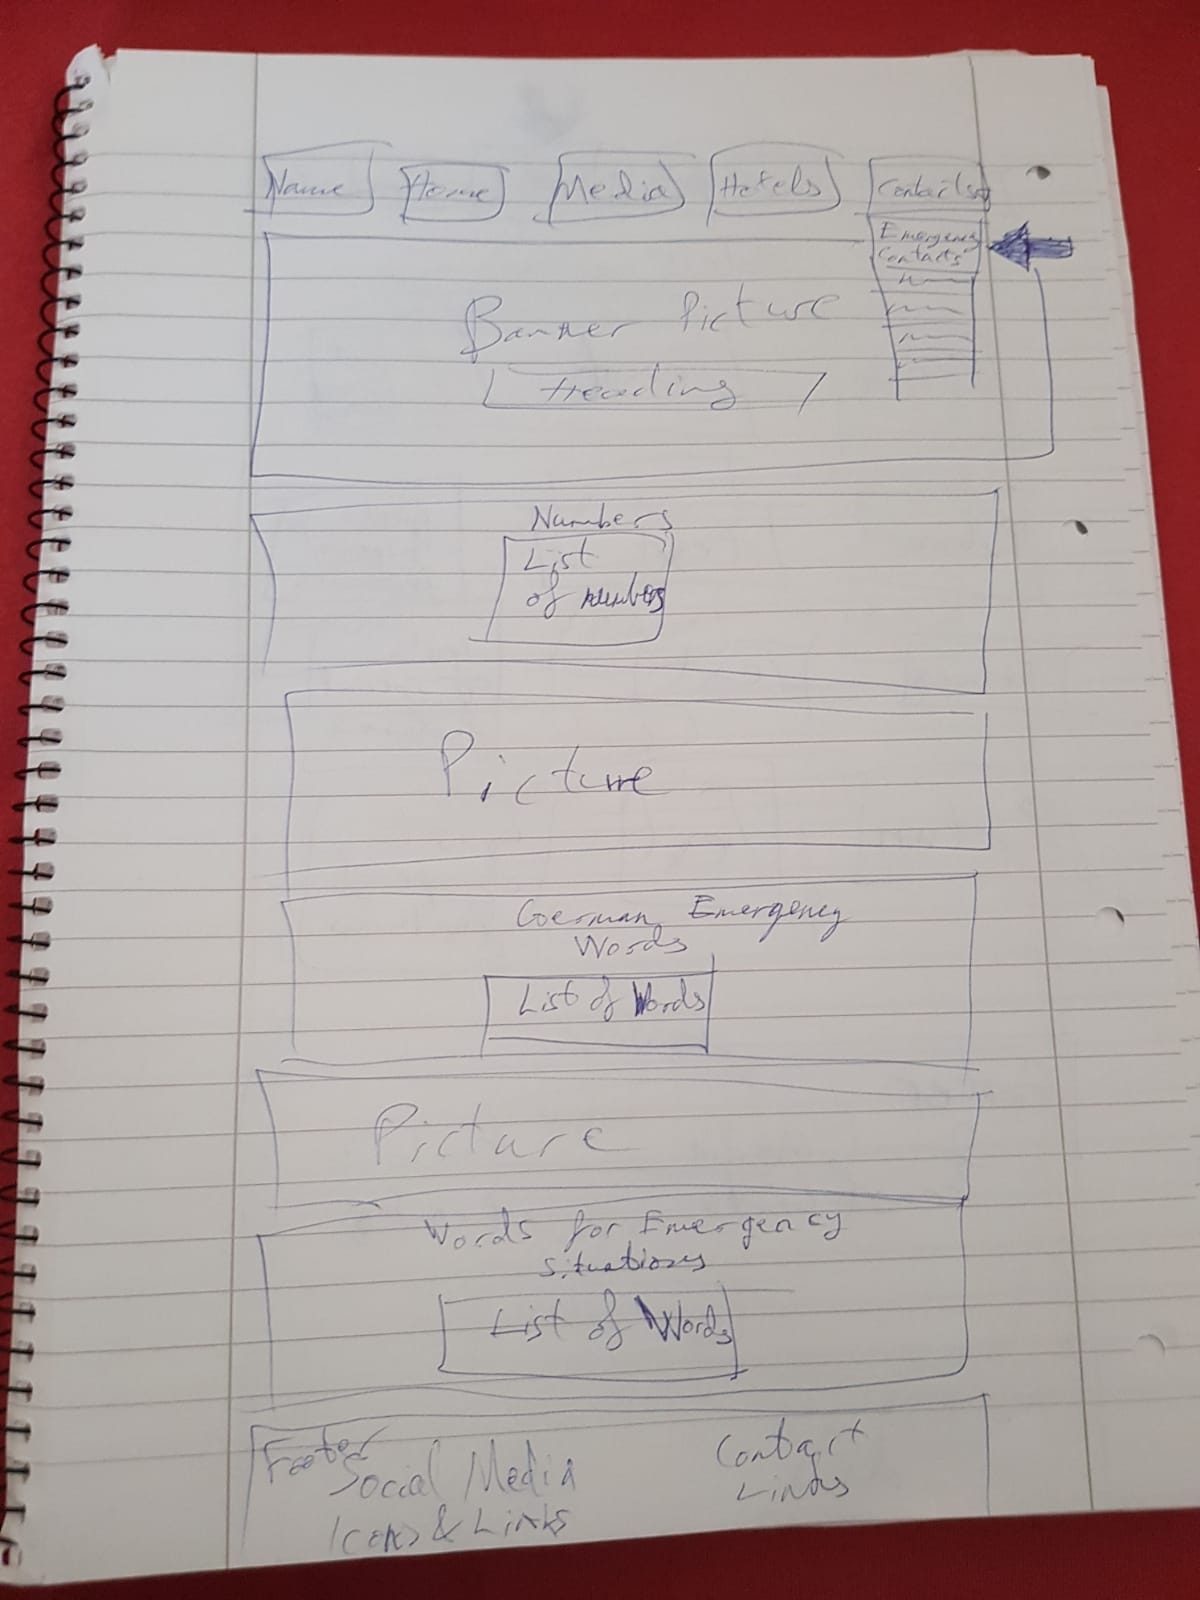 Name Home Media Hotels Contacts
Emergency
Contacts
Banner Picture
Heading
Numbers
List
of numbers
Picture
German Emergency
Words
List of Words
Picture
Words for Emergency
situations
List of Words
Footer
Social Media
Icons & Links
Contact
Links